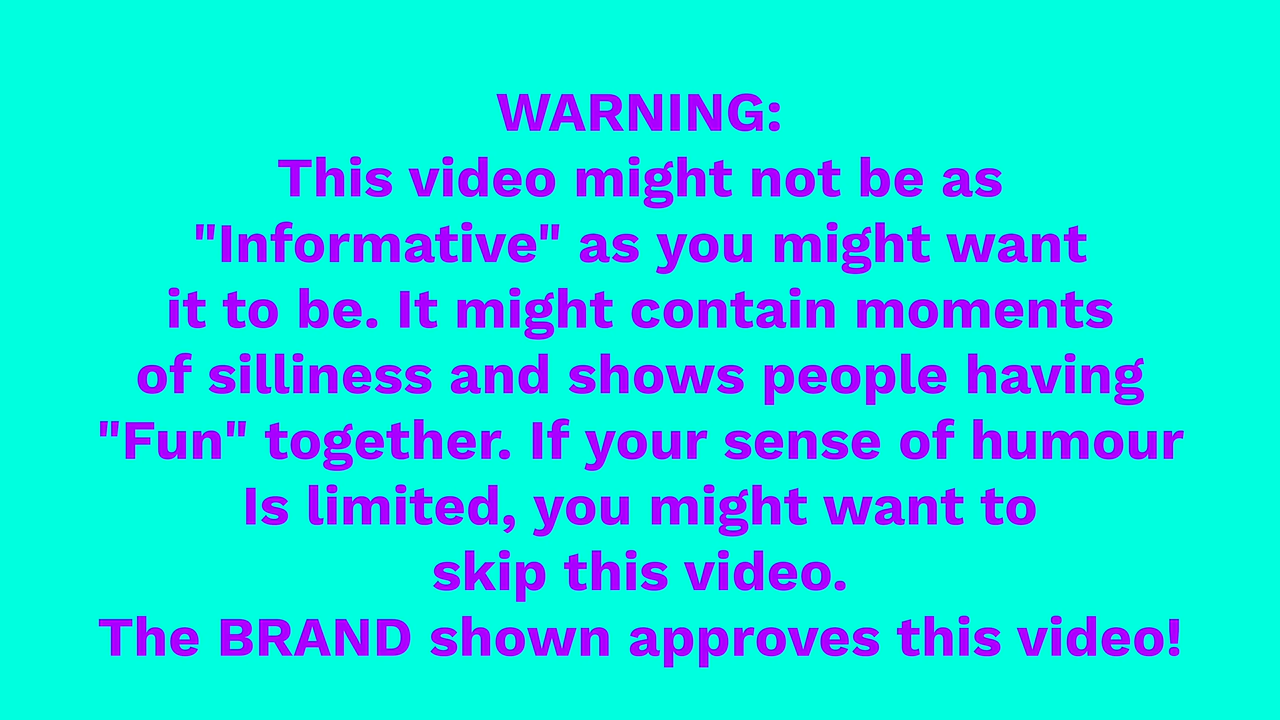 WARNING:
This video might not be as
"Informative" as you might want
it to be. It might contain moments
of silliness and shows people having
"Fun" together. If your sense of humour
Is limited, you might want to
skip this video.
The BRAND shown approves this video!